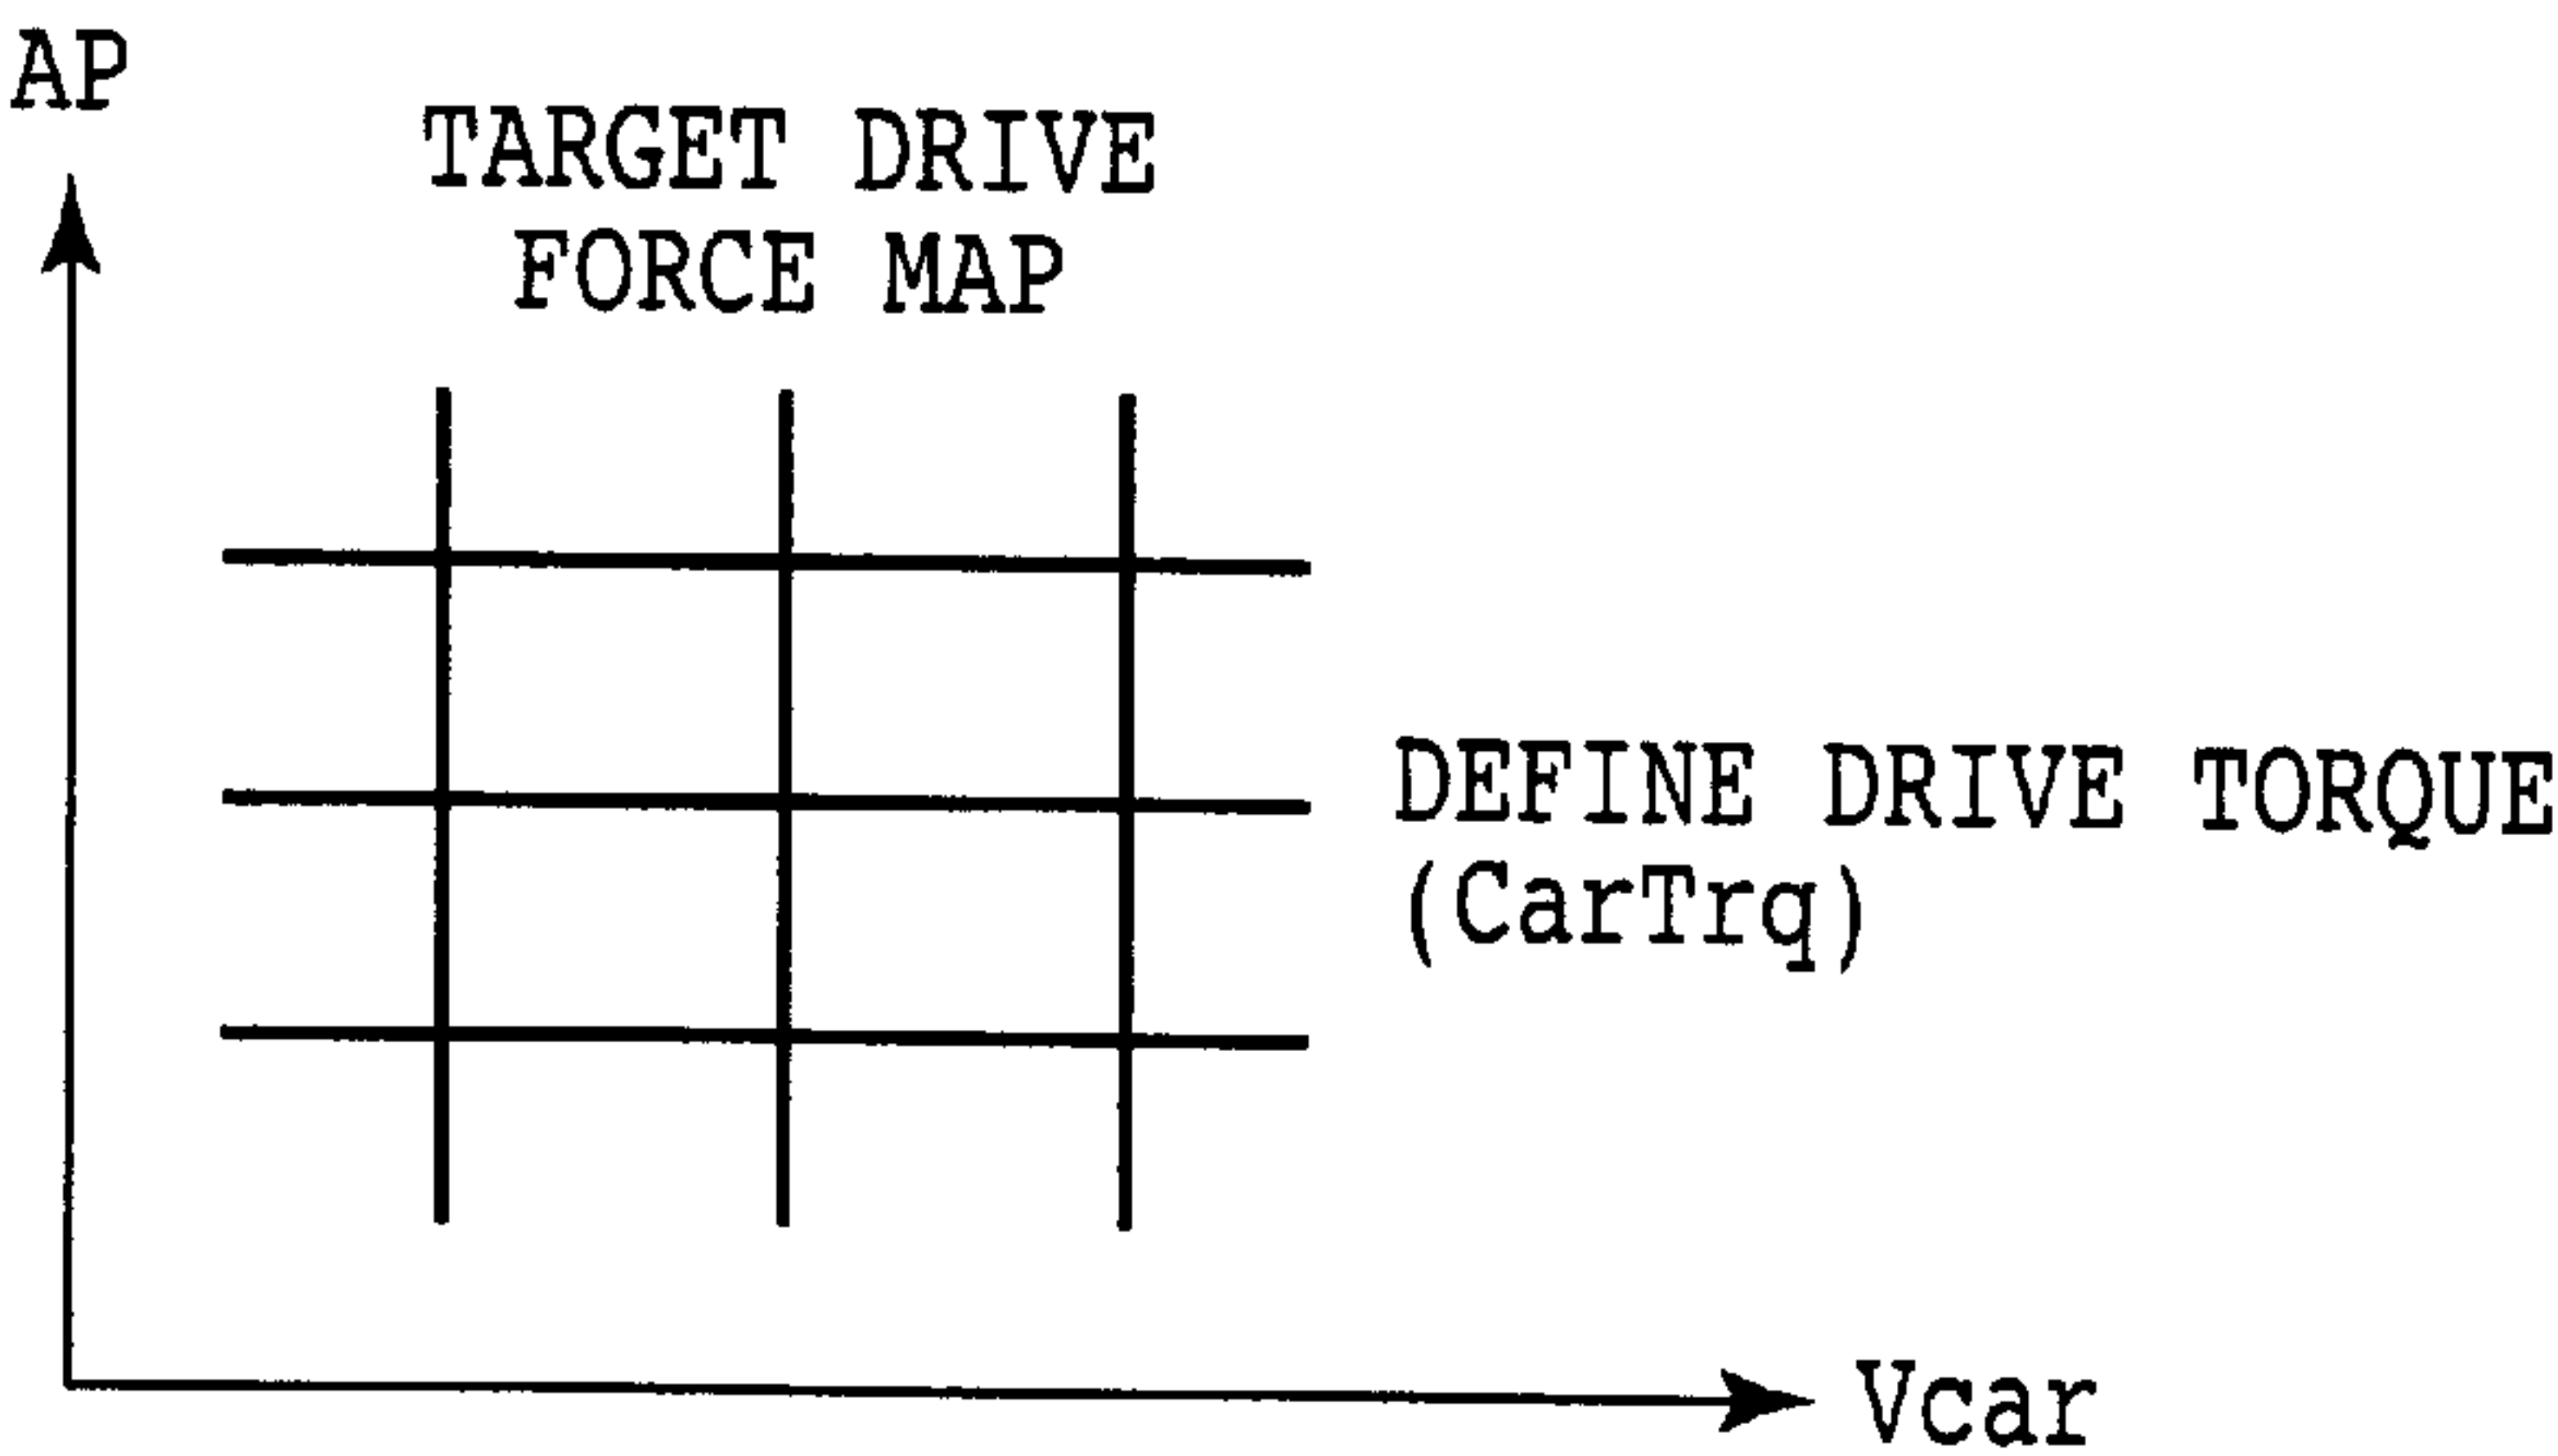 AP
TARGET DRIVE
FORCE MAP
DEFINE DRIVE TORQUE
(CarTrq)
Vcar